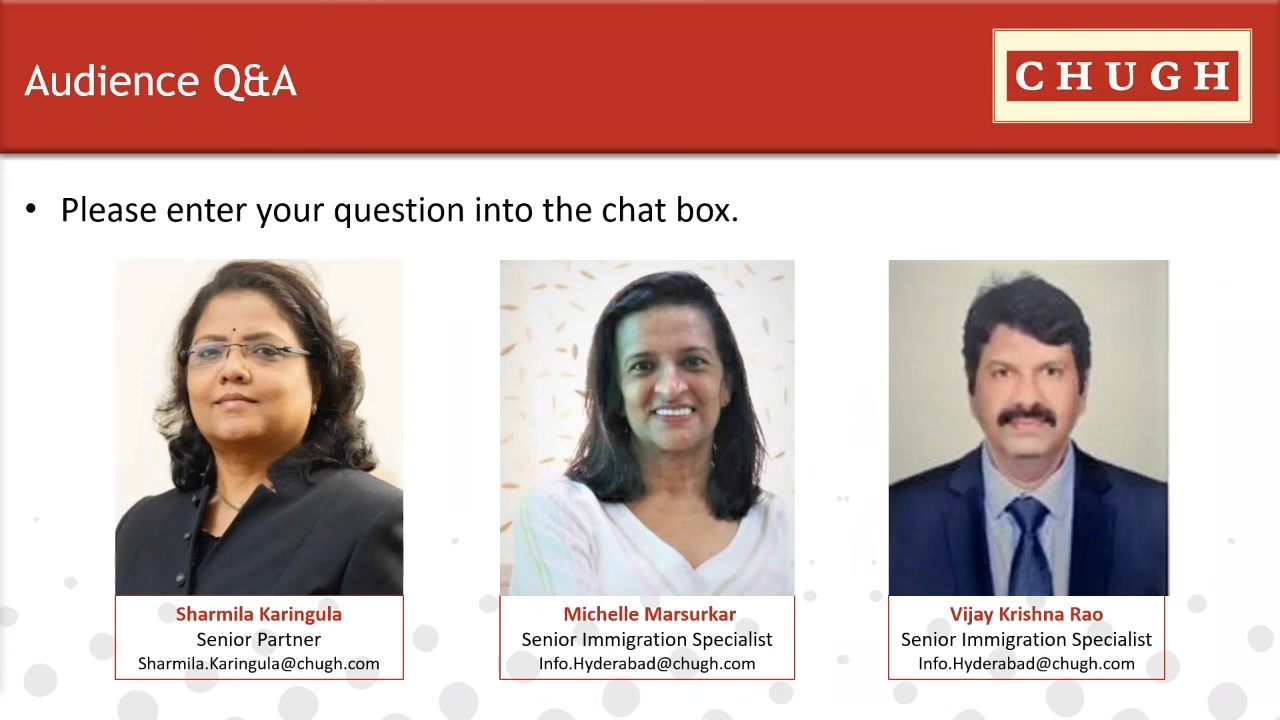 Audience Q&A
CHUGH
• Please enter your question into the chat box.
Sharmila Karingula
Senior Partner
Sharmila.Karingula@chugh.com
Michelle Marsurkar
Senior Immigration Specialist
Info.Hyderabad@chugh.com
Vijay Krishna Rao
Senior Immigration Specialist
Info.Hyderabad@chugh.com